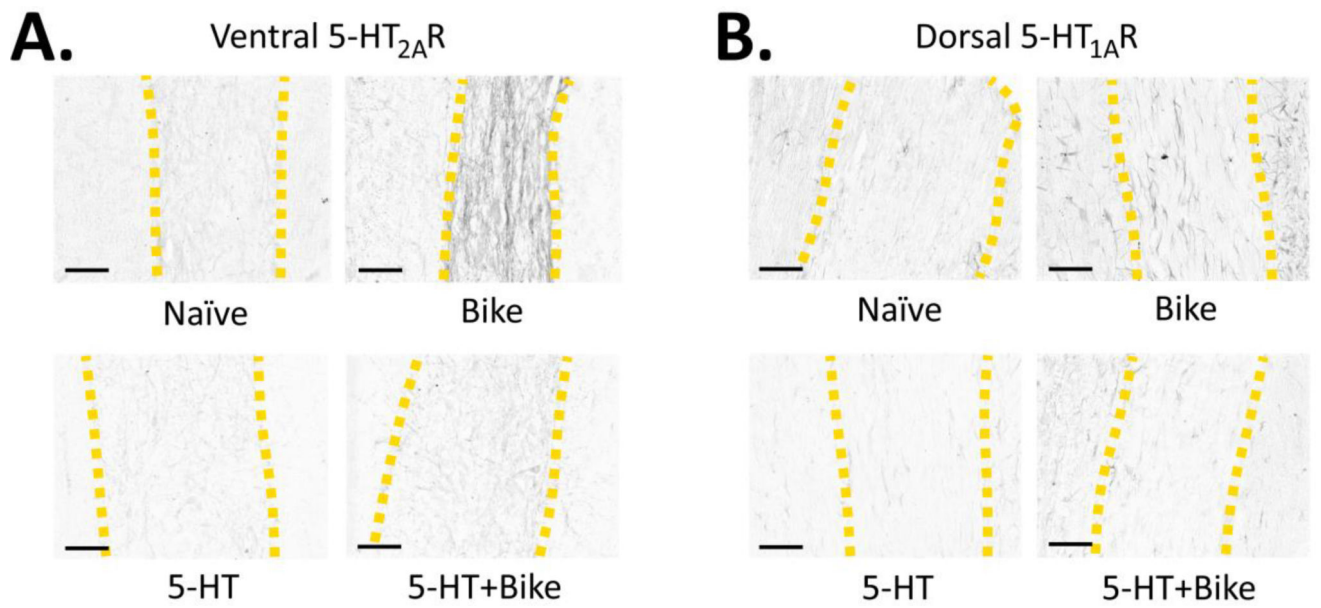 A.
Ventral 5-HT2AR
Naïve
Bike
5-HT
5-HT+Bike
B.
Dorsal 5-HT1AR
Naïve
Bike
5-HT
5-HT+Bike